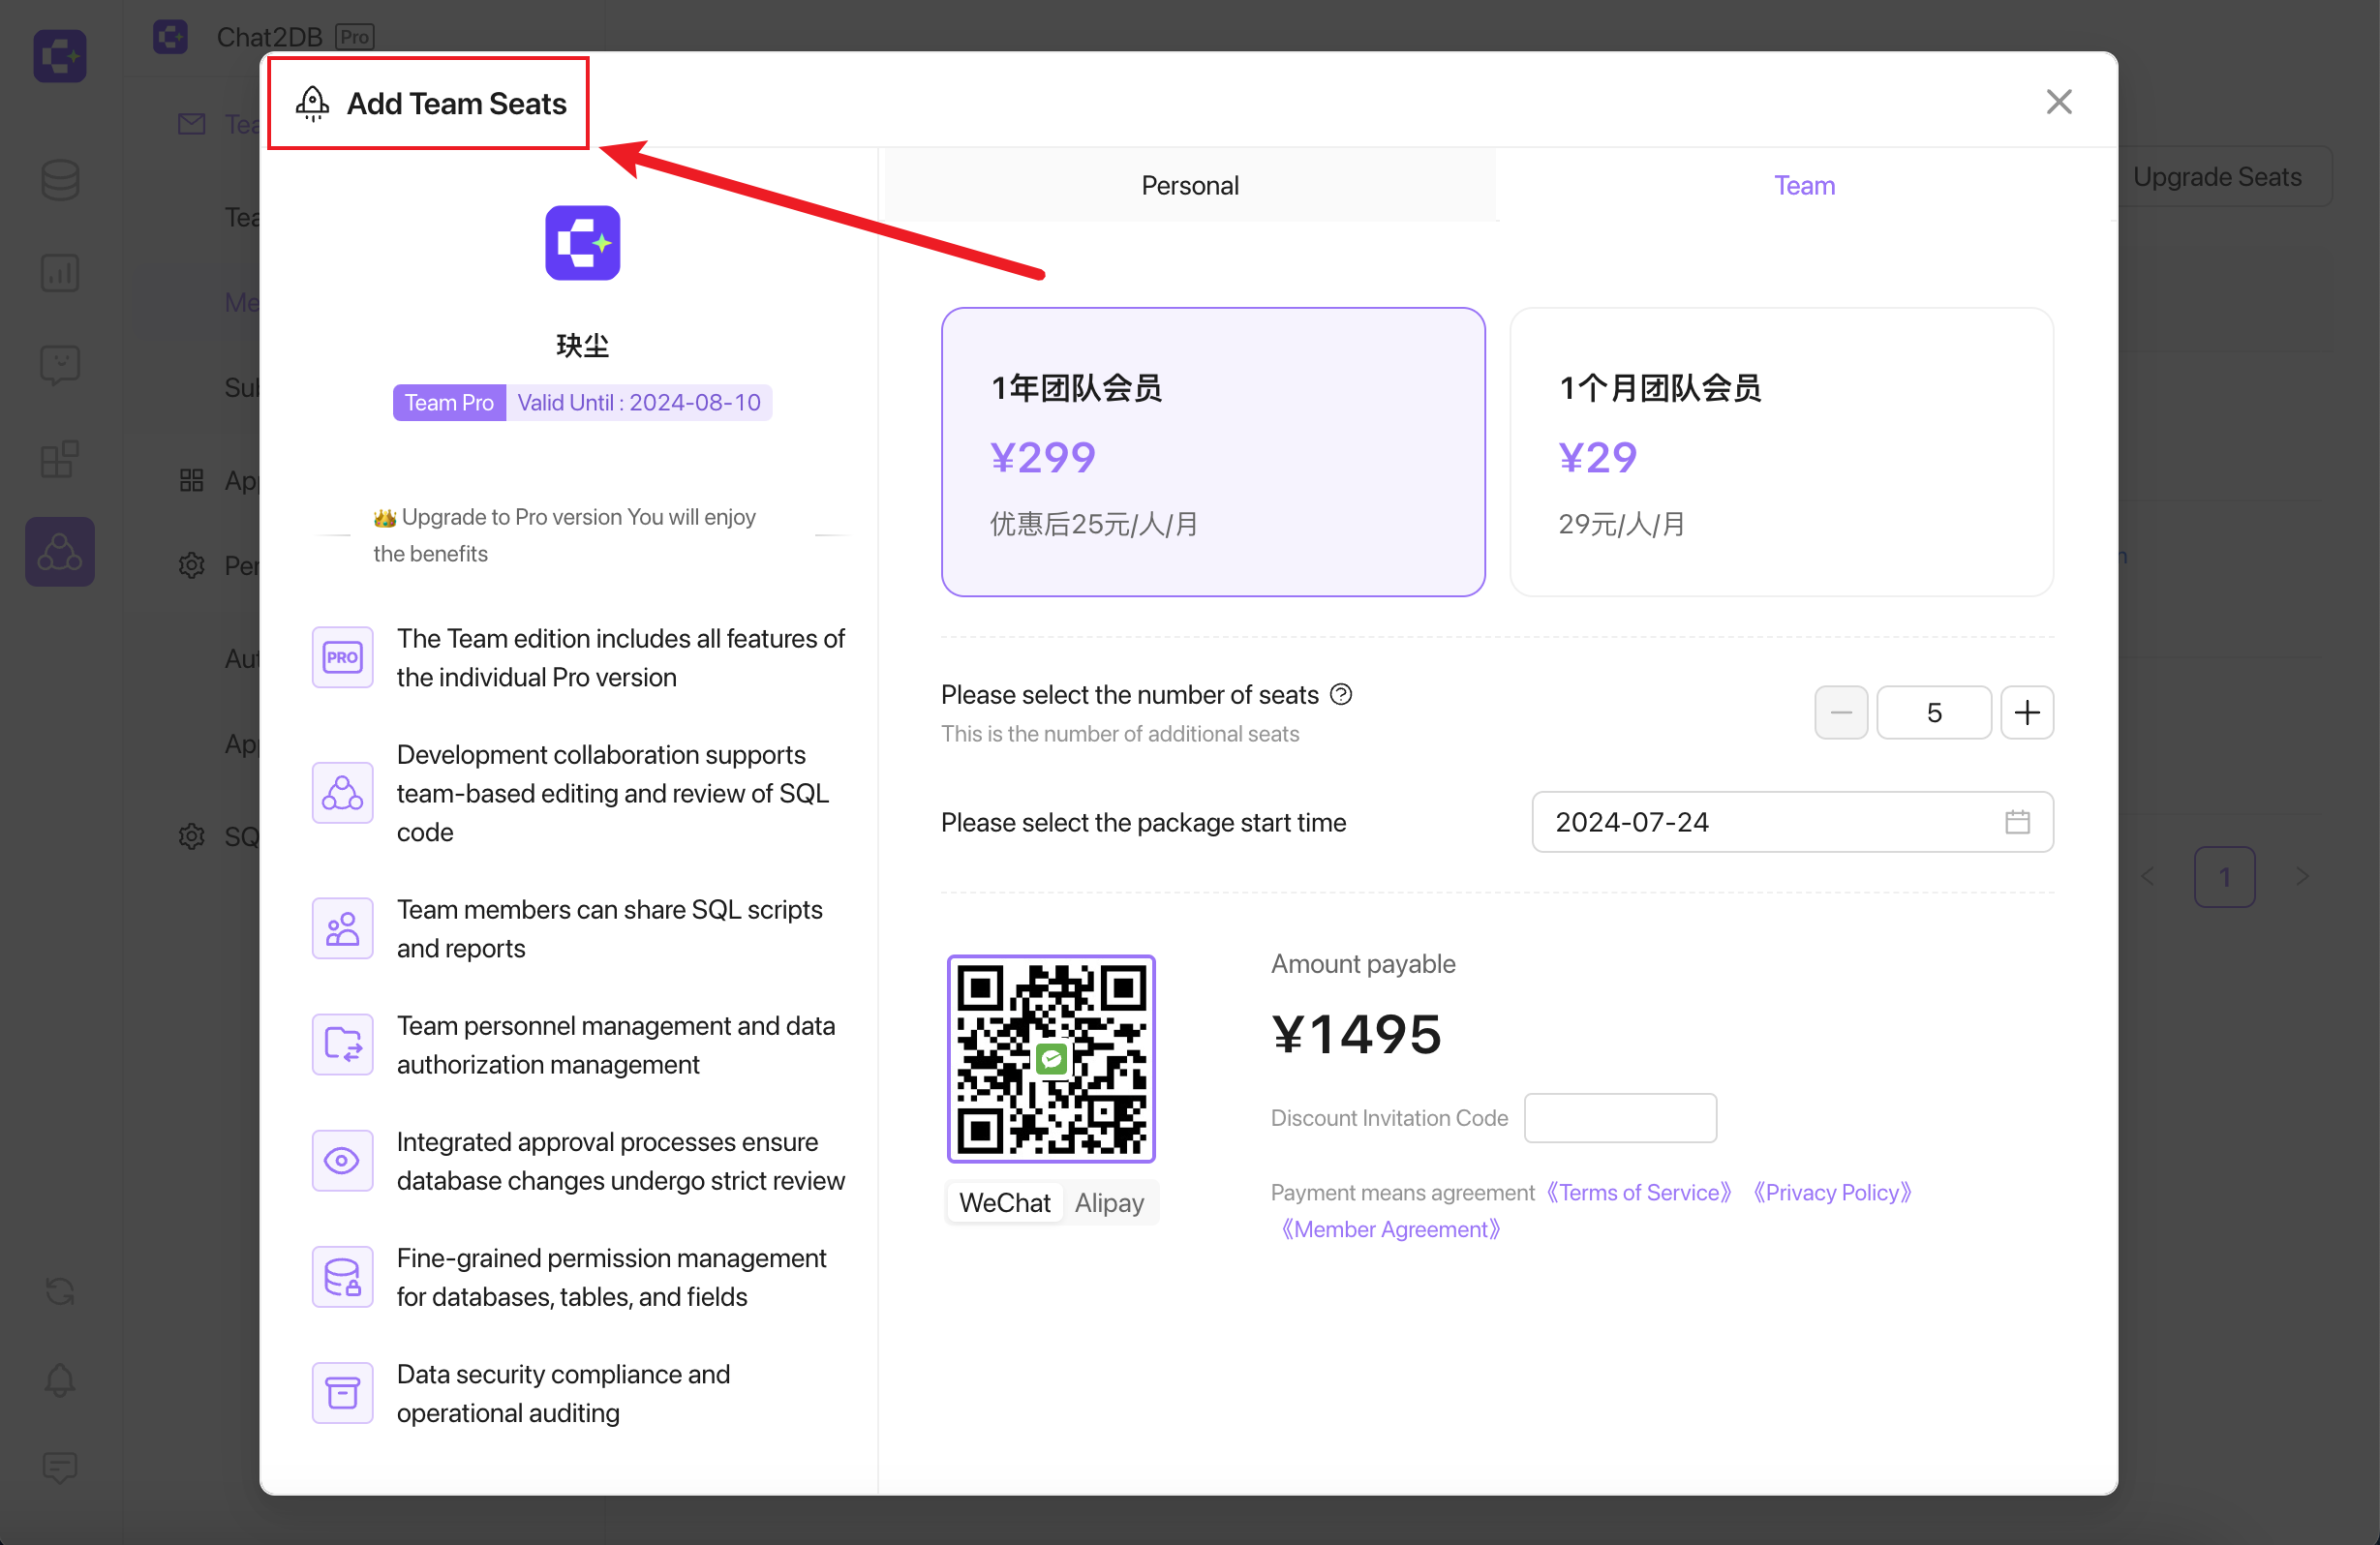 Chat2DB Pro
Add Team Seats
Upgrade Seats
Personal
Team
玦尘
Team Pro Valid Until : 2024-08-10
👑 Upgrade to Pro version You will enjoy
the benefits
The Team edition includes all features of
the individual Pro version
Development collaboration supports
team-based editing and review of SQL
code
Team members can share SQL scripts
and reports
Team personnel management and data
authorization management
Integrated approval processes ensure
database changes undergo strict review
Fine-grained permission management
for databases, tables, and fields
Data security compliance and
operational auditing
PRO
1年团队会员
¥299
优惠后25元/人/月
1个月团队会员
¥29
29元/人/月
Please select the number of seats
This is the number of additional seats
5
Please select the package start time
2024-07-24
Amount payable
¥1495
Discount Invitation Code
Payment means agreement 《Terms of Service》 《Privacy Policy》
《Member Agreement》
WeChat Alipay
1